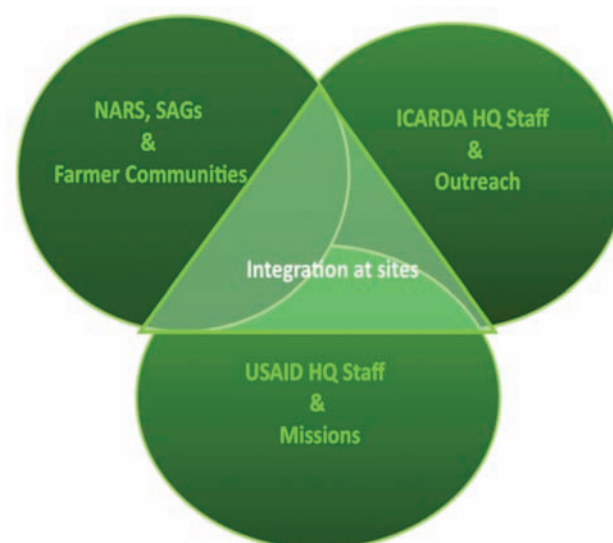 NARS, SAGs
&
Farmer Communities
ICARDA HQ Staff
&
Outreach
Integration at sites
USAID HQ Staff
&
Missions